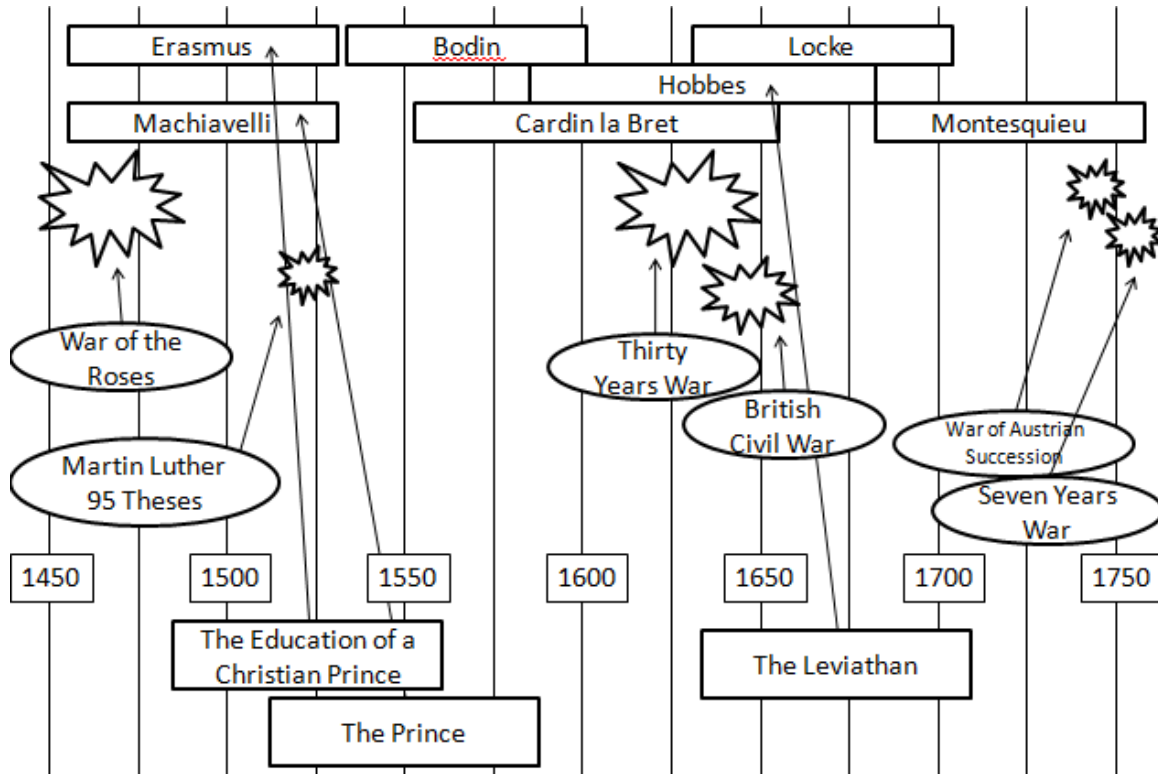 Erasmus
Bodin
Locke
Hobbes
Machiavelli
Cardin la Bret
Montesquieu
War of the
Roses
Thirty
Years War
British
Civil War
War of Austrian
Succession
Martin Luther
95 Theses
Seven Years
War
1450
1500
1550
1600
1650
1700
1750
The Education of a
Christian Prince
The Leviathan
The Prince